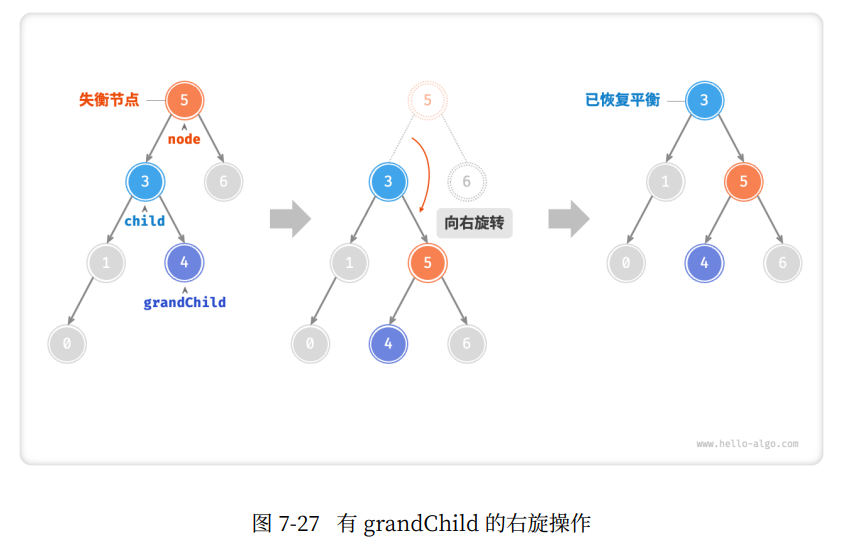 失衡节点 5 5 已恢复平衡 3
node
3 6 3 6 1 5
child 向右旋转
1 4 1 5 0 4 6
grandChild
0 0 4 6
www.hello-algo.com
图 7-27 有 grandChild 的右旋操作